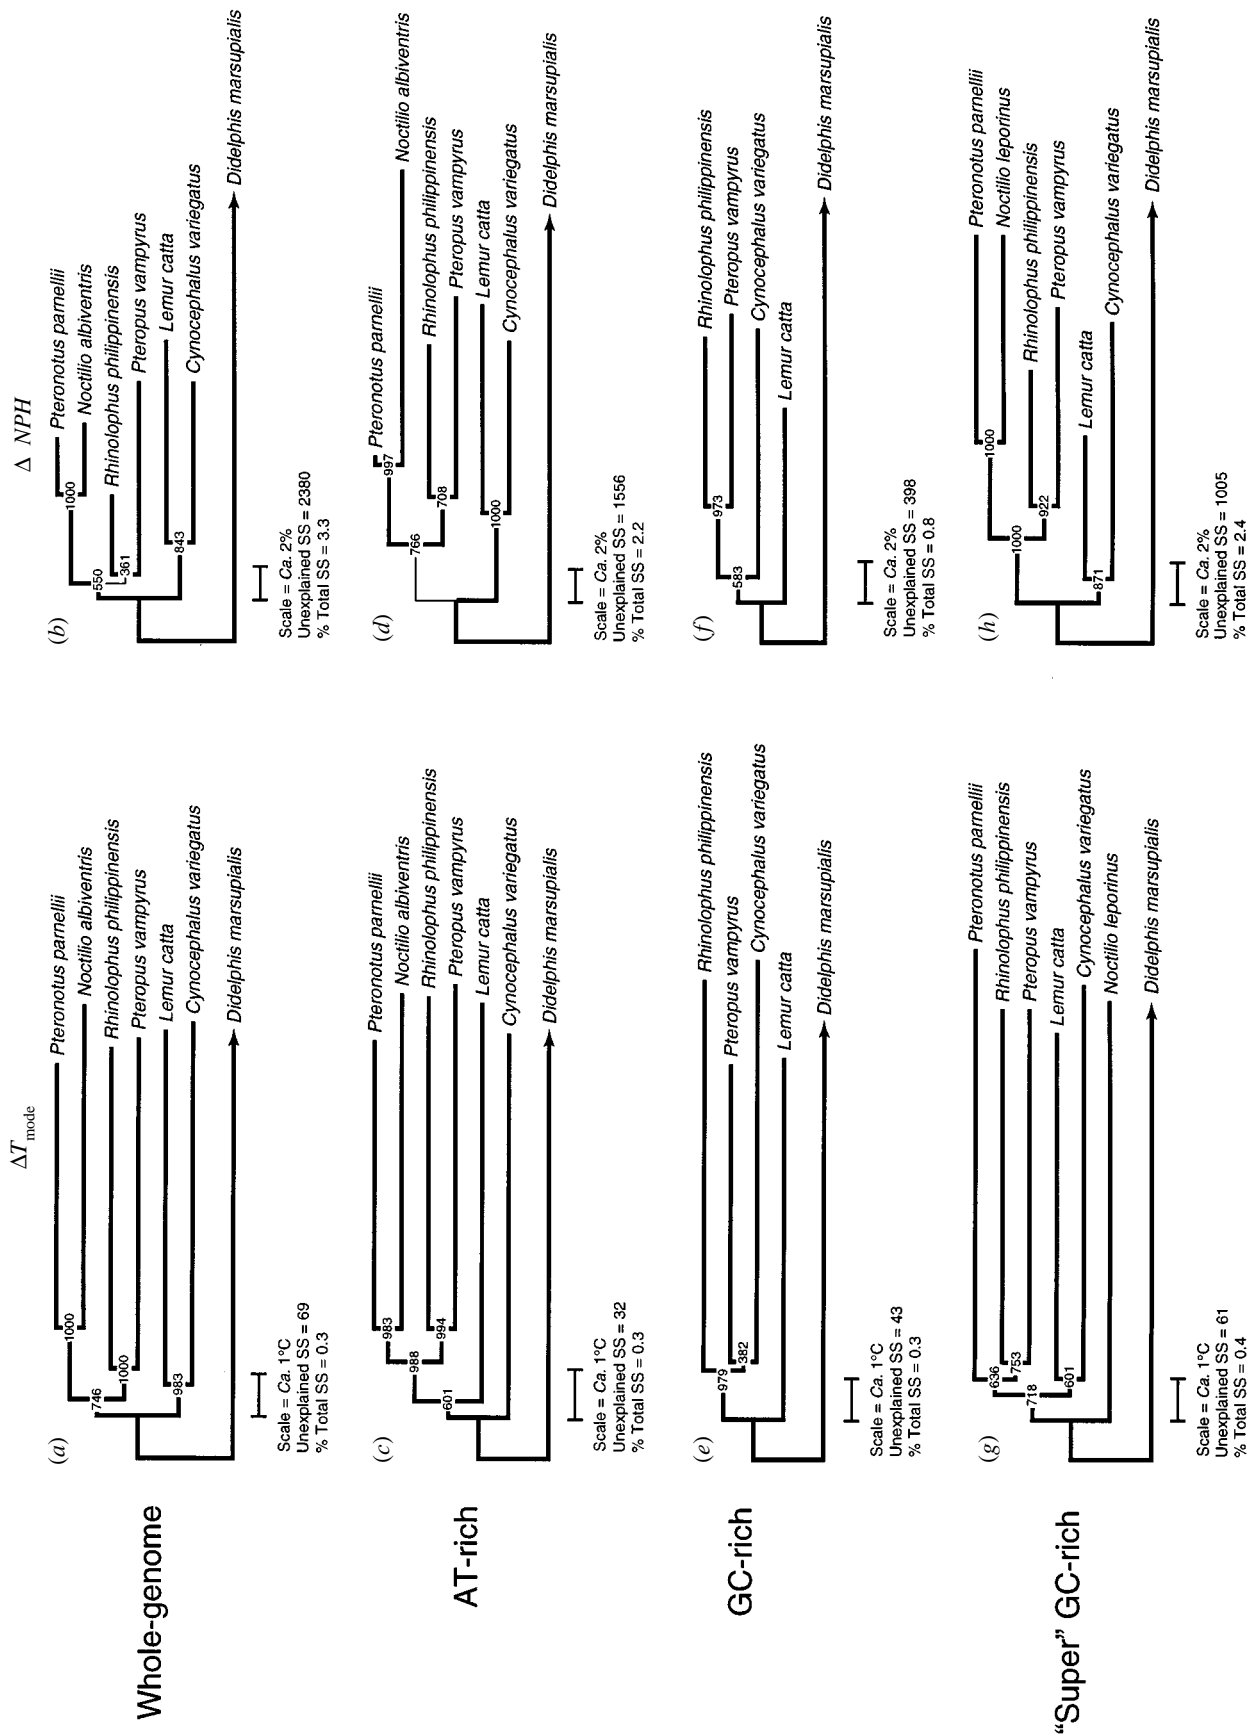 ΔT mode
Δ NPH
Whole-genome
(a)
Pteronotus parnellii
Noctilio albiventris
Rhinolophus philippinensis
Pteropus vampyrus
Lemur catta
Cynocephalus variegatus
Didelphis marsupialis
1000
746
1000
983
Scale = Ca. 1°C
Unexplained SS = 69
% Total SS = 0.3
(b)
Pteronotus parnellii
Noctilio albiventris
Rhinolophus philippinensis
Pteropus vampyrus
Lemur catta
Cynocephalus variegatus
Didelphis marsupialis
1000
550
361
843
Scale = Ca. 2%
Unexplained SS = 2380
% Total SS = 3.3
AT-rich
(c)
Pteronotus parnellii
Noctilio albiventris
Rhinolophus philippinensis
Pteropus vampyrus
Lemur catta
Cynocephalus variegatus
Didelphis marsupialis
983
988
994
601
Scale = Ca. 1°C
Unexplained SS = 32
% Total SS = 0.3
(d)
Pteronotus parnellii
Noctilio albiventris
Rhinolophus philippinensis
Pteropus vampyrus
Lemur catta
Cynocephalus variegatus
Didelphis marsupialis
997
766
708
1000
Scale = Ca. 2%
Unexplained SS = 1556
% Total SS = 2.2
GC-rich
(e)
Rhinolophus philippinensis
Pteropus vampyrus
Cynocephalus variegatus
Lemur catta
Didelphis marsupialis
979
382
Scale = Ca. 1°C
Unexplained SS = 43
% Total SS = 0.3
(f)
Rhinolophus philippinensis
Pteropus vampyrus
Cynocephalus variegatus
Lemur catta
Didelphis marsupialis
973
583
Scale = Ca. 2%
Unexplained SS = 398
% Total SS = 0.8
"Super" GC-rich
(g)
Pteronotus parnellii
Rhinolophus philippinensis
Pteropus vampyrus
Lemur catta
Cynocephalus variegatus
Noctilio leporinus
Didelphis marsupialis
636
753
718
601
Scale = Ca. 1°C
Unexplained SS = 61
% Total SS = 0.4
(h)
Pteronotus parnellii
Noctilio leporinus
Rhinolophus philippinensis
Pteropus vampyrus
Lemur catta
Cynocephalus variegatus
Didelphis marsupialis
1000
1000
922
871
Scale = Ca. 2%
Unexplained SS = 1005
% Total SS = 2.4